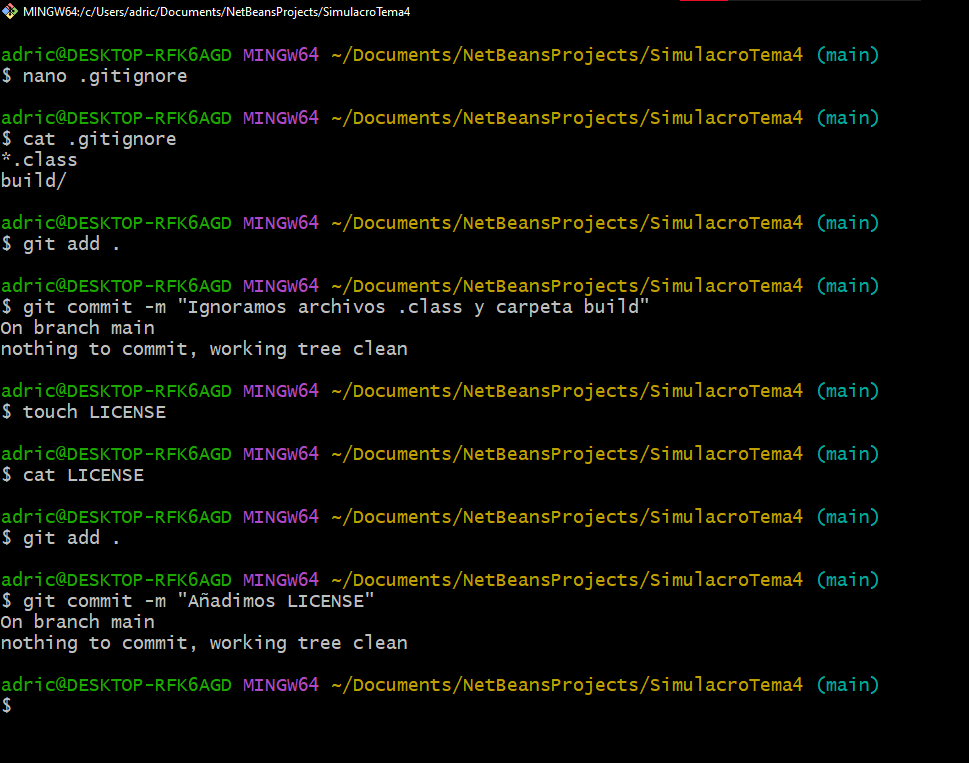 MINGW64:/c/Users/adric/Documents/NetBeansProjects/SimulacroTema4
adric@DESKTOP-RFK6AGD MINGW64 ~/Documents/NetBeansProjects/SimulacroTema4 (main)
$ nano .gitignore
adric@DESKTOP-RFK6AGD MINGW64 ~/Documents/NetBeansProjects/SimulacroTema4 (main)
$ cat .gitignore
*.class
build/
adric@DESKTOP-RFK6AGD MINGW64 ~/Documents/NetBeansProjects/SimulacroTema4 (main)
$ git add .
adric@DESKTOP-RFK6AGD MINGW64 ~/Documents/NetBeansProjects/SimulacroTema4 (main)
$ git commit -m "Ignoramos archivos .class y carpeta build"
On branch main
nothing to commit, working tree clean
adric@DESKTOP-RFK6AGD MINGW64 ~/Documents/NetBeansProjects/SimulacroTema4 (main)
$ touch LICENSE
adric@DESKTOP-RFK6AGD MINGW64 ~/Documents/NetBeansProjects/SimulacroTema4 (main)
$ cat LICENSE
adric@DESKTOP-RFK6AGD MINGW64 ~/Documents/NetBeansProjects/SimulacroTema4 (main)
$ git add .
adric@DESKTOP-RFK6AGD MINGW64 ~/Documents/NetBeansProjects/SimulacroTema4 (main)
$ git commit -m "Añadimos LICENSE"
On branch main
nothing to commit, working tree clean
adric@DESKTOP-RFK6AGD MINGW64 ~/Documents/NetBeansProjects/SimulacroTema4 (main)
$